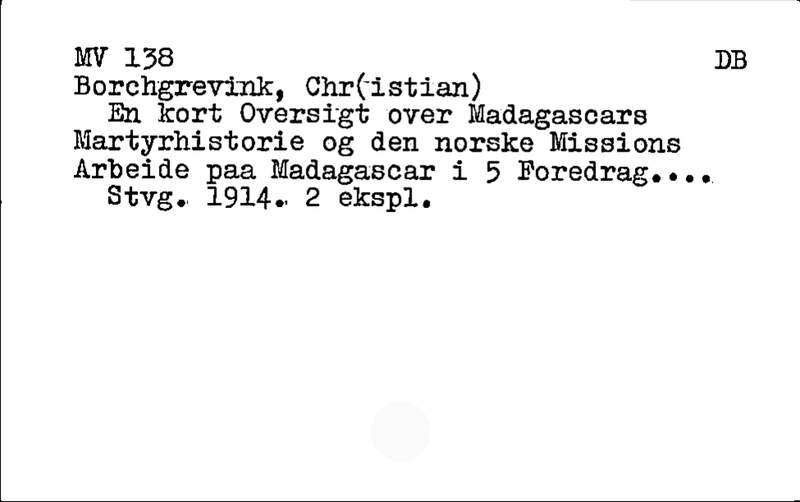 MV 138 DB
Borchgrevink, Chr(istian)
En kort Oversigt over Madagascars
Martyrhistorie og den norske Missions
Arbeide paa Madagascar i 5 Foredrag....
Stvg. 1914. 2 ekspl.